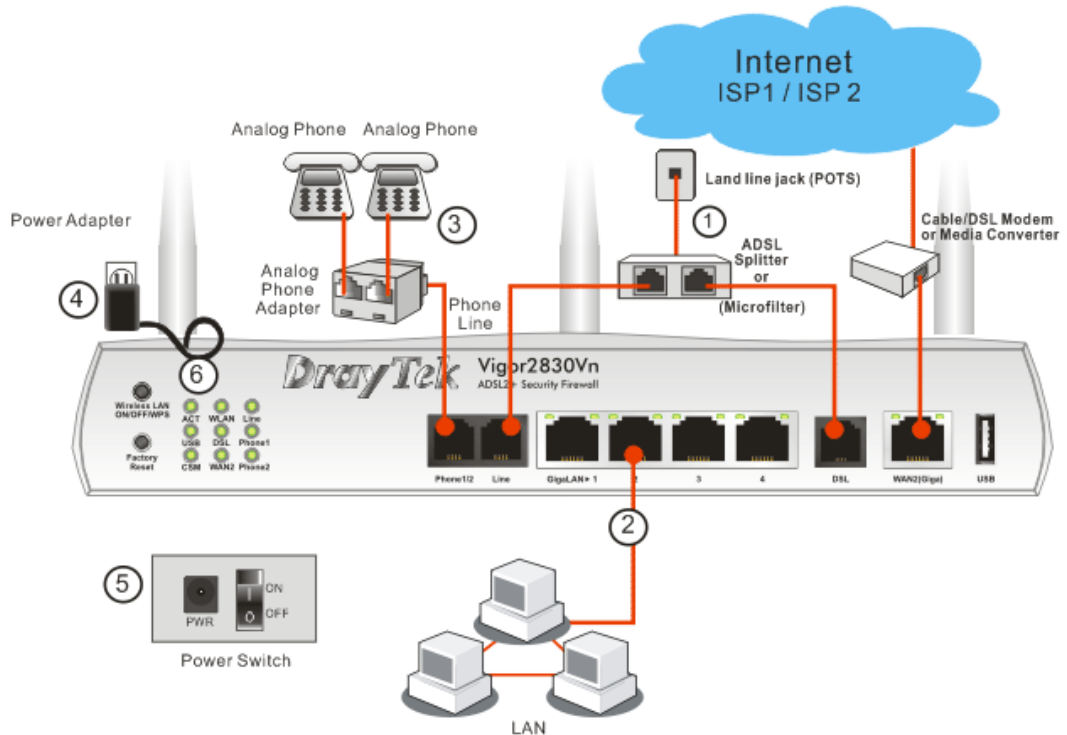 Internet
ISP1 / ISP 2
Analog Phone Analog Phone
Land line jack (POTS)
1
3
Power Adapter
Cable/DSL Modem
or Media Converter
ADSL
Splitter
or
(Microfilter)
Analog
Phone
Adapter
Phone
Line
4
6
DrayTek
Vigor2830Vn
ADSL2+ Security Firewall
Wireless LAN
ON/OFF/WPS
ACT WLAN Line
USB DSL Phone1
Factory
Reset
CSM WAN2 Phone2
Phone1/2 Line GigaLAN 1 2 3 4 DSL WAN2(Giga) USB
2
5
ON
I
O OFF
PWR
Power Switch
LAN